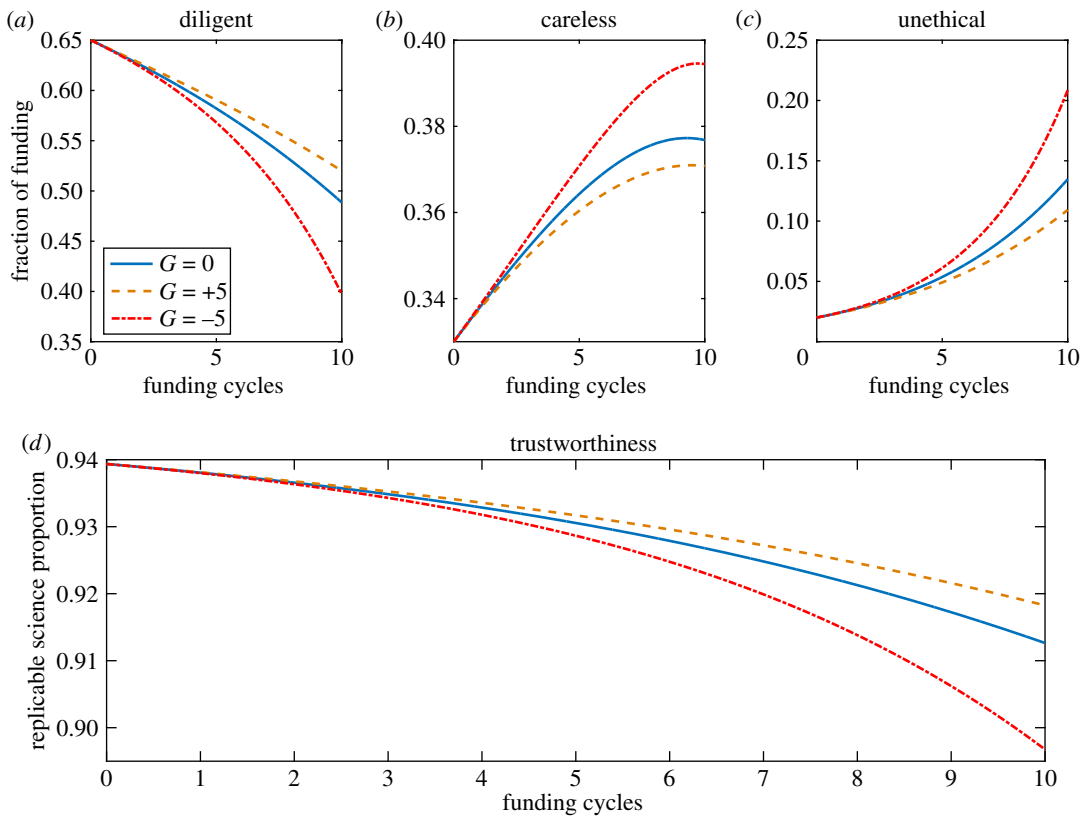 (a) diligent
(b) careless
(c) unethical
fraction of funding
0.65
0.60
0.55
0.50
0.45
0.40
0.35
G = 0
G = +5
G = –5
0 5 10
funding cycles
0.40
0.38
0.36
0.34
0 5 10
funding cycles
0.25
0.20
0.15
0.10
0.05
0 5 10
funding cycles
(d) trustworthiness
replicable science proportion
0.94
0.93
0.92
0.91
0.90
0 1 2 3 4 5 6 7 8 9 10
funding cycles